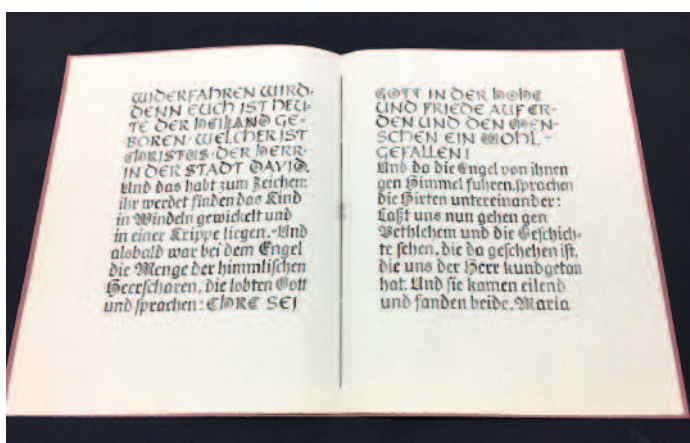 WIDERFAHREN WIRD·
DENN EUCH IST HEU-
TE DER HEILAND GE-
BOREN· WELCHER IST
CHRISTUS· DER HERR·
IN DER STADT DAVID.
Und das habt zum Zeichen:
ihr werdet finden das Kind
in Windeln gewickelt und
in einer Krippe liegen.-Und
alsbald war bei dem Engel
die Menge der himmlischen
Heerscharen, die lobten Gott
und sprachen: EHRE SEI
GOTT IN DER HÖHE
UND FRIEDE AUF ER-
DEN UND DEN MEN-
SCHEN EIN WOHL-
GEFALLEN!
Und da die Engel von ihnen
gen Himmel fuhren, sprachen
die Hirten untereinander:
Laßt uns nun gehen gen
Bethlehem und die Geschich-
te sehen, die da geschehen ist,
die uns der Herr kundgetan
hat. Und sie kamen eilend
und fanden beide, Maria